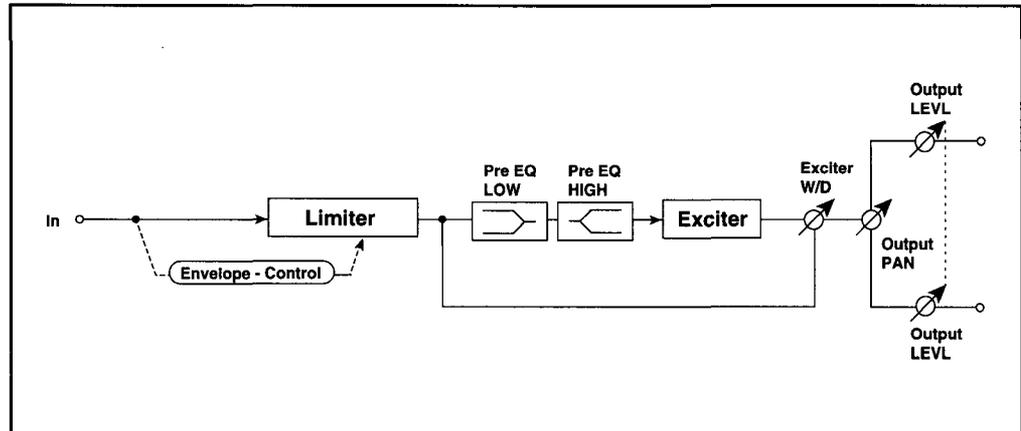 Output
LEVL
Pre EQ
LOW
Pre EQ
HIGH
Exciter
W/D
In
Limiter
Exciter
Output
PAN
Envelope - Control
Output
LEVL